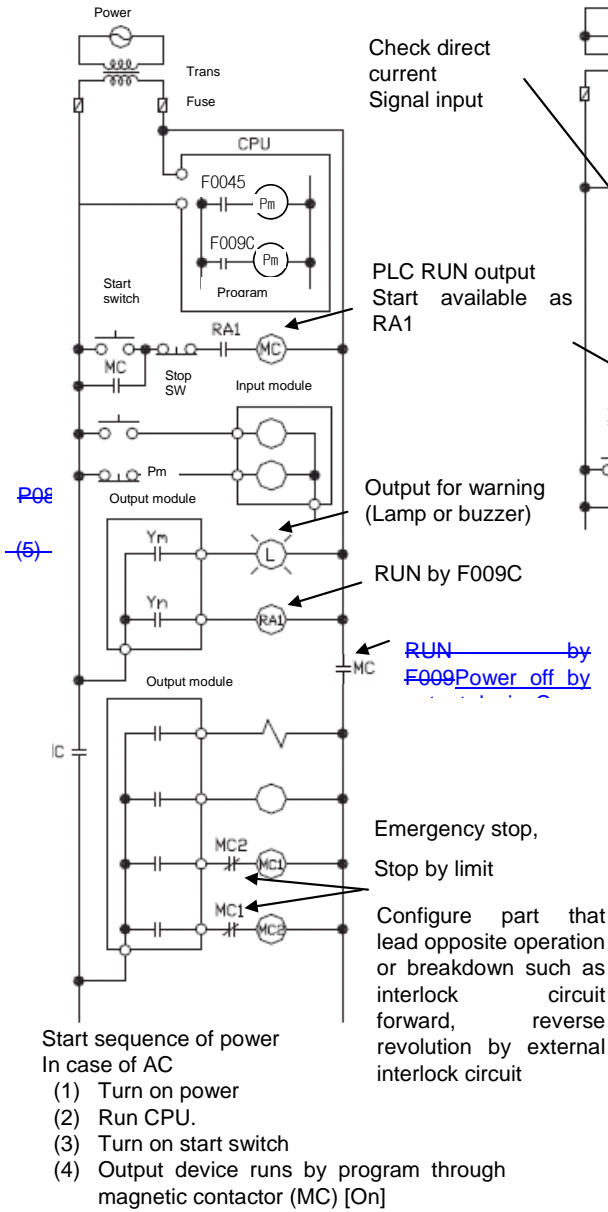 Power
Trans
Fuse
CPU
F0045
Pm
F009C
Pm
Program
Start
switch
RA1
MC
MC
Stop
SW
Input module
Pm
Output module
Ym
L
Yn
RA1
MC
Output module
MC2
MC1
MC1
MC2
Check direct
current
Signal input
PLC RUN output
Start available as
RA1
Output for warning
(Lamp or buzzer)
RUN by F009C
RUN by
F009Power off by
P08
(5)
Emergency stop,
Stop by limit
Configure part that
lead opposite operation
or breakdown such as
interlock circuit
forward, reverse
revolution by external
interlock circuit
Start sequence of power
In case of AC
(1) Turn on power
(2) Run CPU.
(3) Turn on start switch
(4) Output device runs by program through
magnetic contactor (MC) [On]